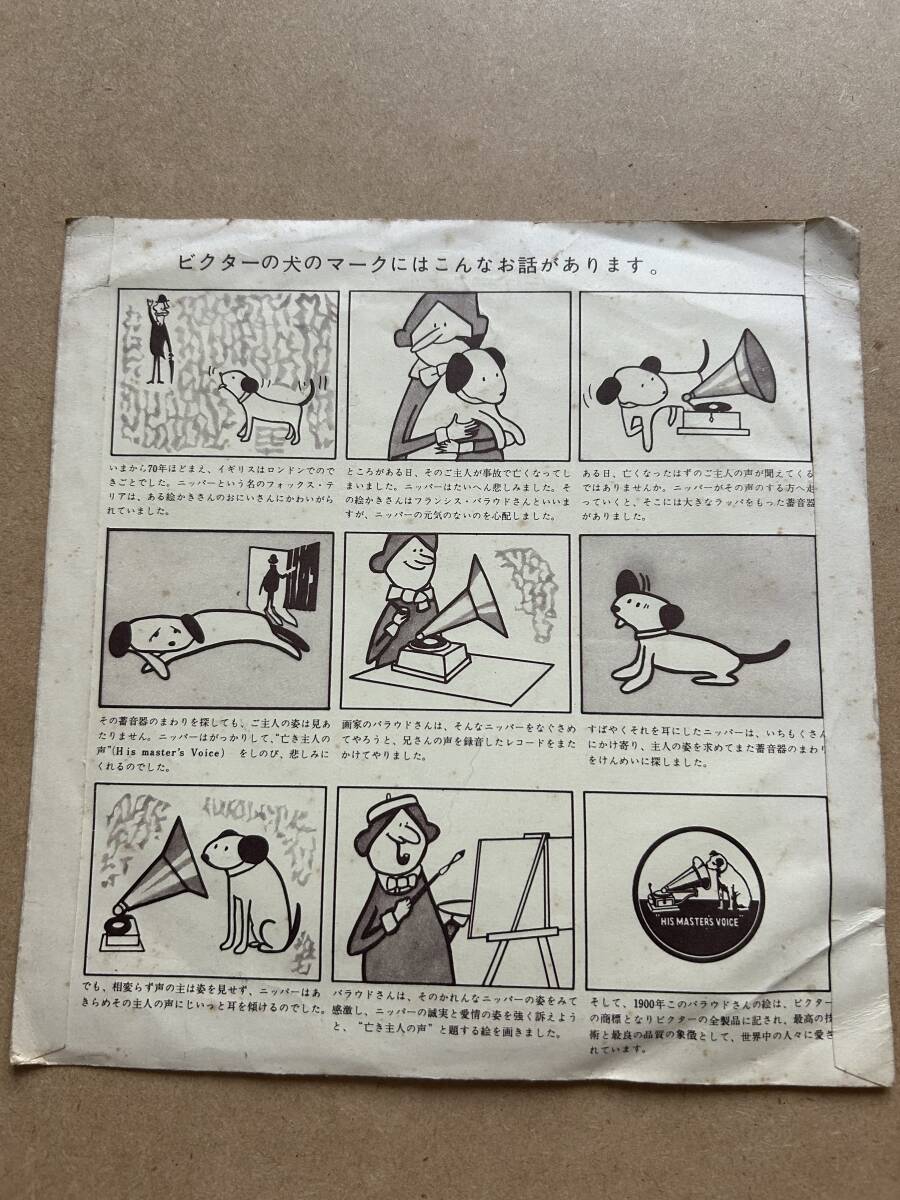 ビクターの犬のマークにはこんなお話があります。
いまから70年ほどまえ、イギリスはロンドンでので
きごとでした。ニッパーという名のフォックス・テ
リアは、ある絵かきさんのおにいさんにかわいがら
れていました。
ところがある日、そのご主人が事故で亡くなってし
まいました。ニッパーはたいへん悲しみました。そ
の絵かきさんはフランシス・バラウドさんといいま
すが、ニッパーの元気のないのを心配しました。
ある日、亡くなったはずのご主人の声が聞えてくる
ではありませんか。ニッパーがその声のする方へ走
っていくと、そこには大きなラッパをもった蓄音器
がありました。
その蓄音器のまわりを探しても、ご主人の姿は見あ
たりません。ニッパーはがっかりして、“亡き主人の
声”(His master's Voice) をしのび、悲しみに
くれるのでした。
画家のバラウドさんは、そんなニッパーをなぐさめ
てやろうと、兄さんの声を録音したレコードをまた
かけてやりました。
すばやくそれを耳にしたニッパーは、いちもくさん
にかけ寄り、主人の姿を求めてまた蓄音器のまわり
をけんめいに探しました。
でも、相変らず声の主は姿を見せず、ニッパーはあ
きらめその主人の声にじいっと耳を傾けるのでした。
バラウドさんは、そのかれんなニッパーの姿をみて
感激し、ニッパーの誠実と愛情の姿を強く訴えよう
と、“亡き主人の声”と題する絵を画きました。
"HIS MASTER'S VOICE"
そして、1900年このバラウドさんの絵は、ビクター
の商標となりビクターの全製品に記され、最高の技
術と最良の品質の象徴として、世界中の人々に愛さ
れています。